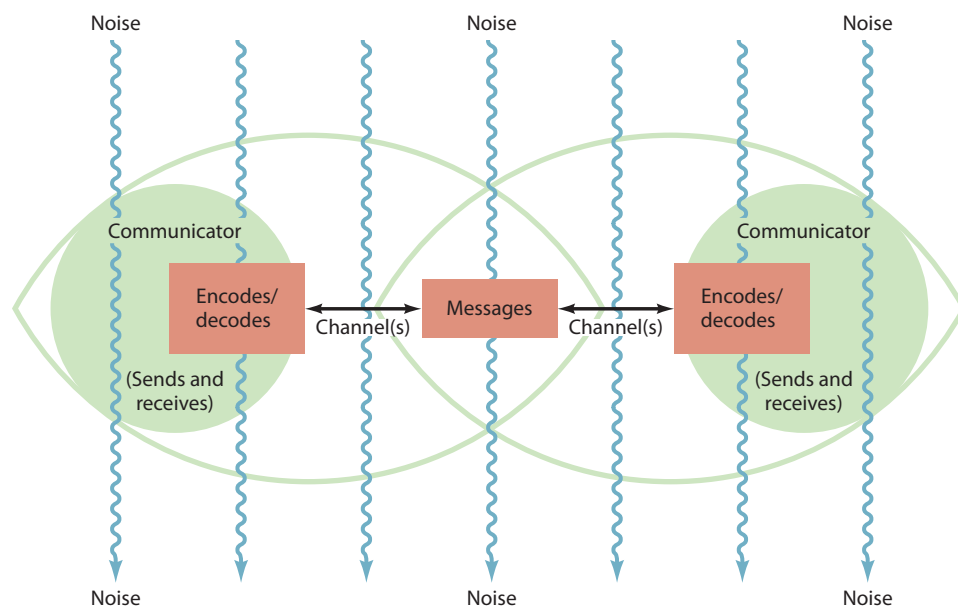 Noise
Noise
Noise
Communicator
Communicator
Encodes/
decodes
Channel(s)
Messages
Channel(s)
Encodes/
decodes
(Sends and
receives)
(Sends and
receives)
Noise
Noise
Noise